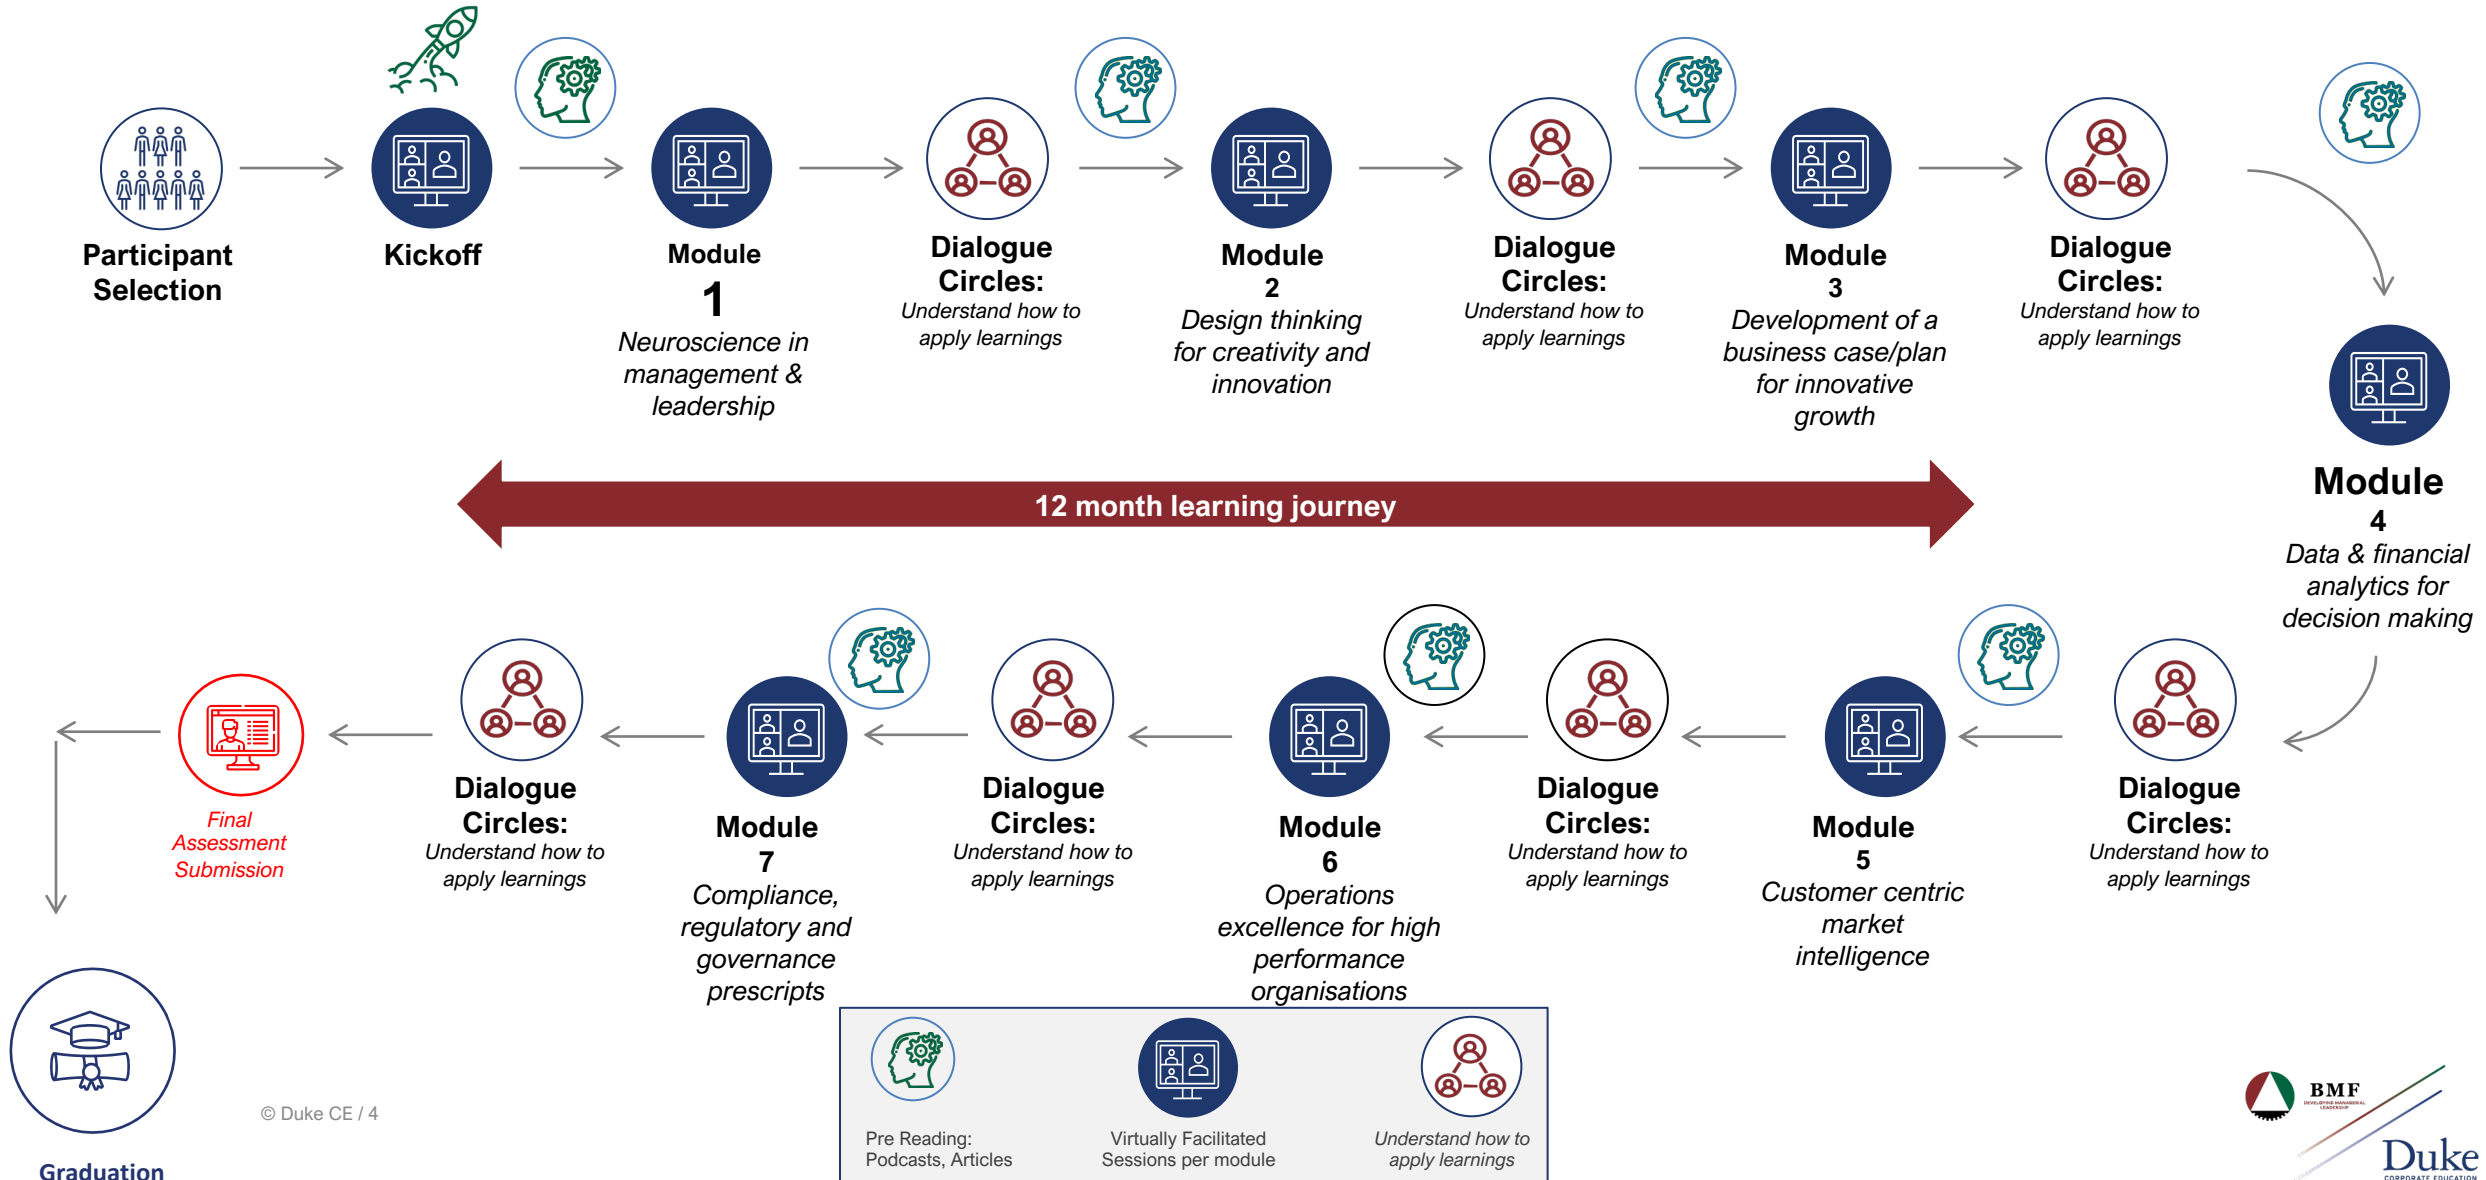 Participant
Selection
Kickoff
Module
1
Neuroscience in
management &
leadership
Dialogue
Circles:
Understand how to
apply learnings
Module
2
Design thinking
for creativity and
innovation
Dialogue
Circles:
Understand how to
apply learnings
Module
3
Development of a
business case/plan
for innovative
growth
Dialogue
Circles:
Understand how to
apply learnings
Module
4
Data & financial
analytics for
decision making
12 month learning journey
Dialogue
Circles:
Understand how to
apply learnings
Module
5
Customer centric
market
intelligence
Dialogue
Circles:
Understand how to
apply learnings
Module
6
Operations
excellence for high
performance
organisations
Dialogue
Circles:
Understand how to
apply learnings
Module
7
Compliance,
regulatory and
governance
prescripts
Dialogue
Circles:
Understand how to
apply learnings
Final
Assessment
Submission
Graduation
© Duke CE / 4
Pre Reading:
Podcasts, Articles
Virtually Facilitated
Sessions per module
Understand how to
apply learnings
BMF
DEVELOPING MANAGERIAL
LEADERSHIP
Duke
CORPORATE EDUCATION